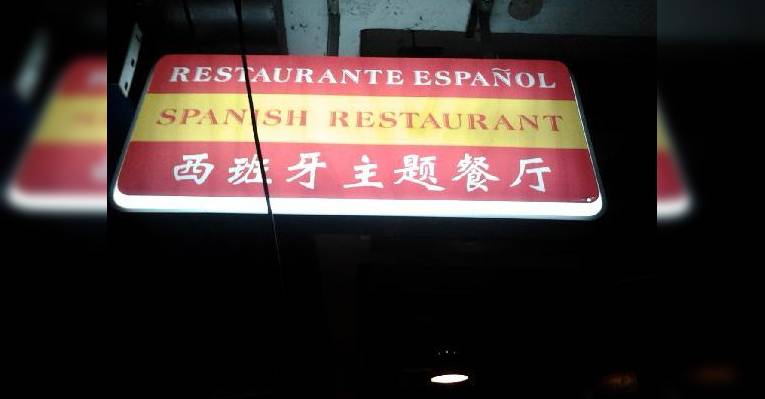 RESTAURANTE ESPAÑOL
SPANISH RESTAURANT
西班牙主题餐厅